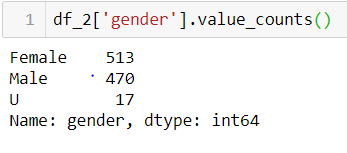 1 df_2['gender'].value_counts()
Female 513
Male 470
U 17
Name: gender, dtype: int64